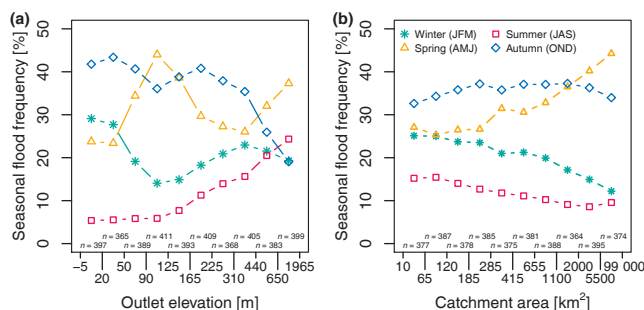 (a)
Seasonal flood frequency [%]
50
40
30
20
10
0
n = 365 n = 411 n = 409 n = 405 n = 399
n = 397 n = 389 n = 393 n = 368 n = 383
−5 50 125 225 440 1965
20 90 165 310 650
Outlet elevation [m]
(b)
Winter (JFM) Summer (JAS)
Spring (AMJ) Autumn (OND)
Seasonal flood frequency [%]
50
40
30
20
10
0
n = 387 n = 385 n = 381 n = 364 n = 374
n = 377 n = 378 n = 375 n = 388 n = 395
10 120 285 655 2000 99 000
65 185 415 1100 5500
Catchment area [km²]